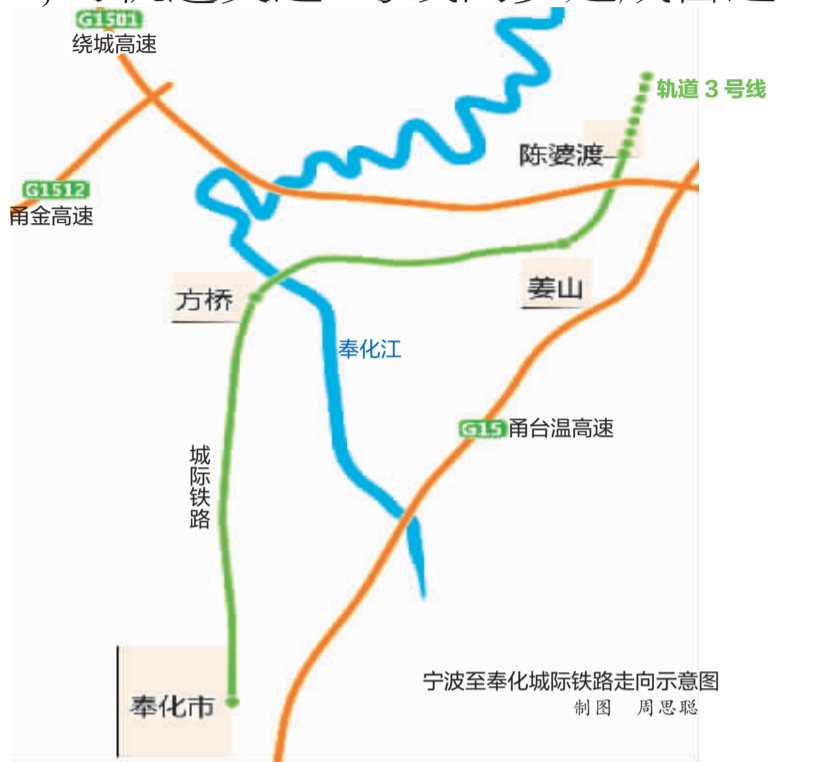 G1501
绕城高速
轨道 3 号线
陈婆渡
G1512
甬金高速
方桥
姜山
奉化江
G15 甬台温高速
城际铁路
奉化市
宁波至奉化城际铁路走向示意图
制图 周思聪